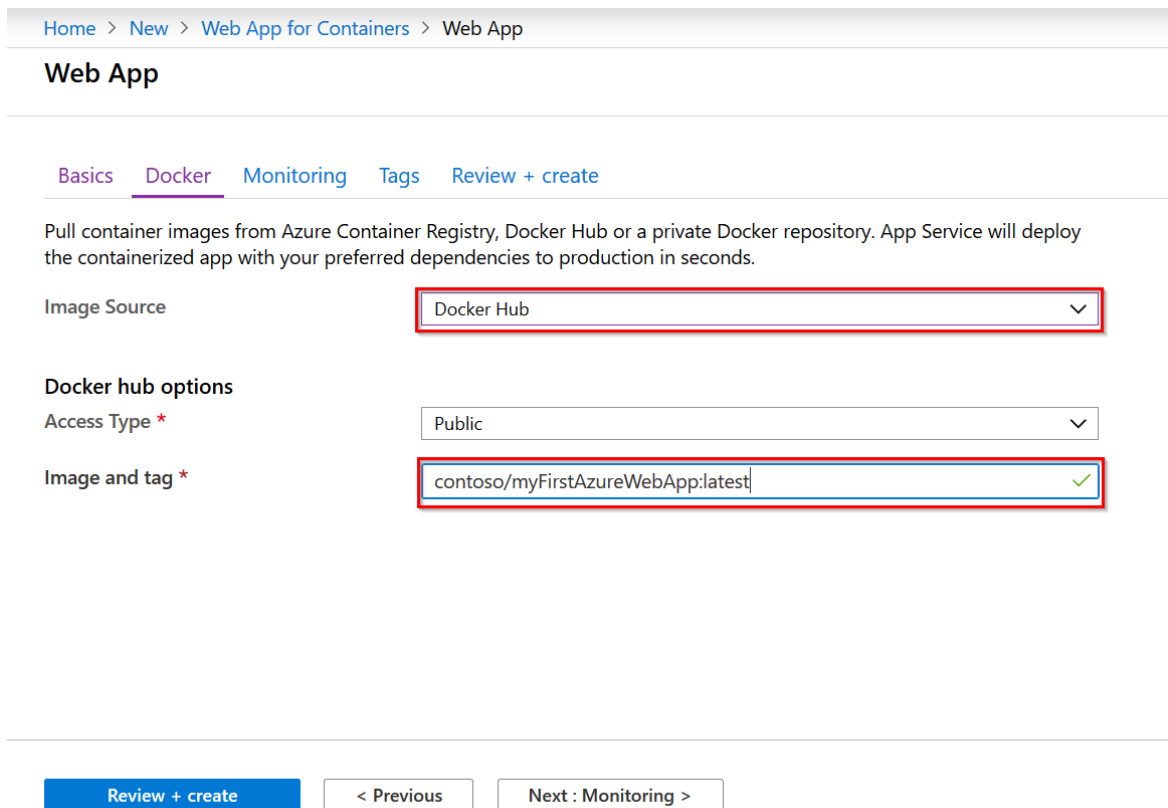 Home > New > Web App for Containers > Web App
Web App
Basics Docker Monitoring Tags Review + create
Pull container images from Azure Container Registry, Docker Hub or a private Docker repository. App Service will deploy
the containerized app with your preferred dependencies to production in seconds.
Image Source Docker Hub
Docker hub options
Access Type * Public
Image and tag * contoso/myFirstAzureWebApp:latest
Review + create < Previous Next : Monitoring >